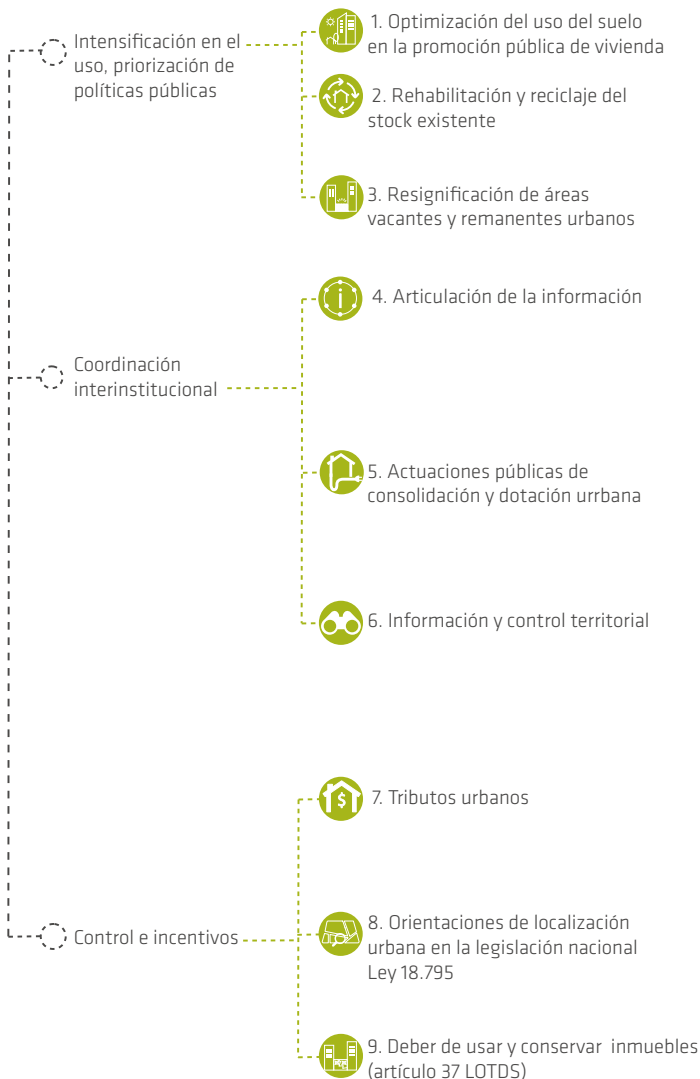 Intensificación en el
uso, priorización de
políticas públicas
1. Optimización del uso del suelo
en la promoción pública de vivienda
2. Rehabilitación y reciclaje del
stock existente
3. Resignificación de áreas
vacantes y remanentes urbanos
Coordinación
interinstitucional
4. Articulación de la información
i
5. Actuaciones públicas de
consolidación y dotación urrbana
6. Información y control territorial
Control e incentivos
7. Tributos urbanos
$
8. Orientaciones de localización
urbana en la legislación nacional
Ley 18.795
9. Deber de usar y conservar inmuebles
(artículo 37 LOTDS)